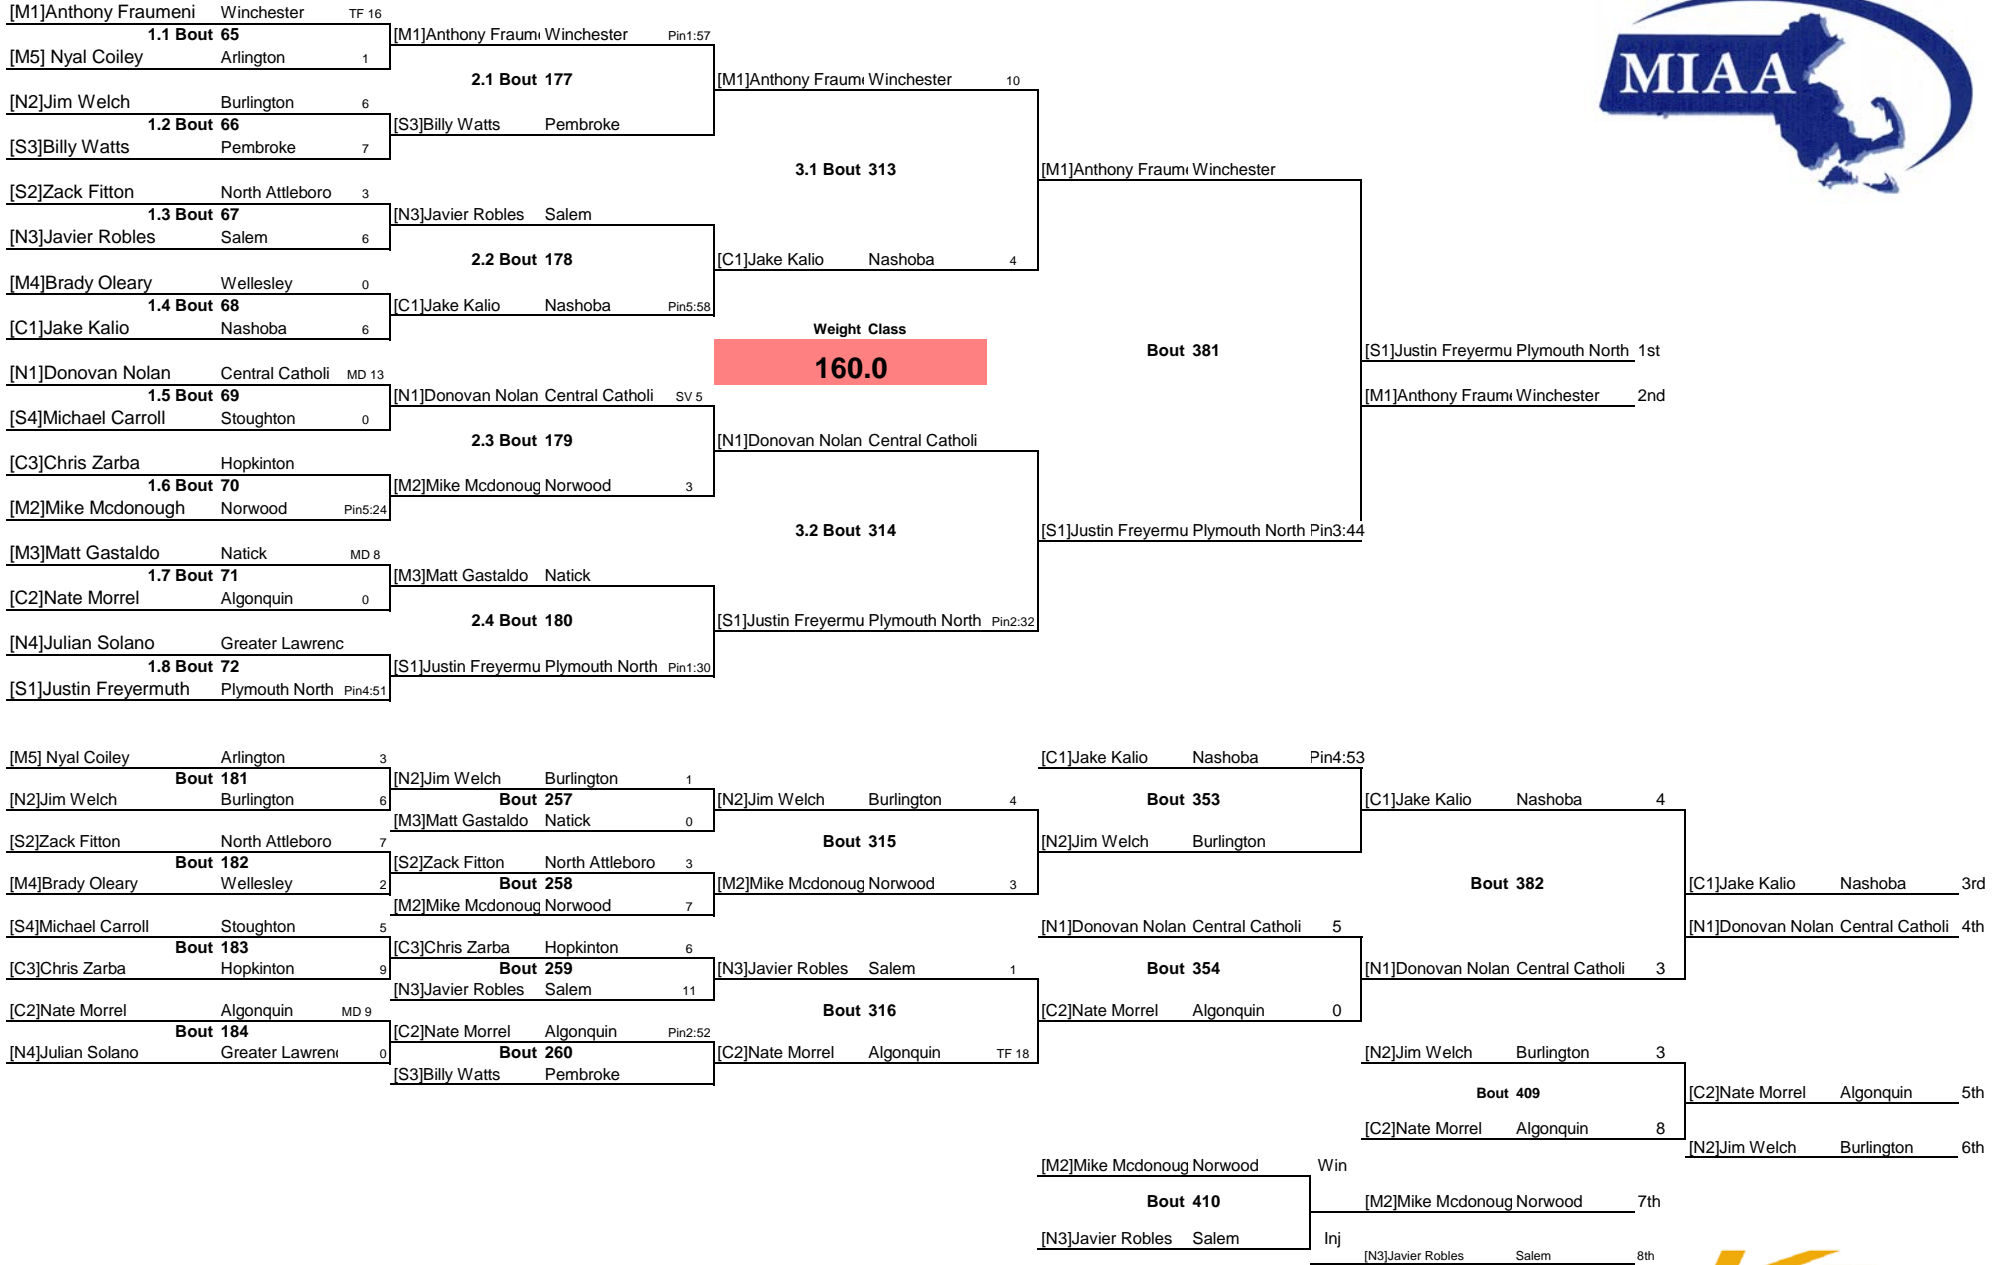 [M1]Anthony Fraumeni Winchester TF 16
1.1 Bout 65
[M5] Nyal Coiley Arlington 1
[N2]Jim Welch Burlington 6
1.2 Bout 66
[S3]Billy Watts Pembroke 7
[S2]Zack Fitton North Attleboro 3
1.3 Bout 67
[N3]Javier Robles Salem 6
[M4]Brady Oleary Wellesley 0
1.4 Bout 68
[C1]Jake Kalio Nashoba 6
[N1]Donovan Nolan Central Catholi MD 13
1.5 Bout 69
[S4]Michael Carroll Stoughton 0
[C3]Chris Zarba Hopkinton
1.6 Bout 70
[M2]Mike Mcdonough Norwood Pin5:24
[M3]Matt Gastaldo Natick MD 8
1.7 Bout 71
[C2]Nate Morrel Algonquin 0
[N4]Julian Solano Greater Lawrenc
1.8 Bout 72
[S1]Justin Freyermuth Plymouth North Pin4:51
[M1]Anthony Fraum Winchester Pin1:57
2.1 Bout 177
[S3]Billy Watts Pembroke
[N3]Javier Robles Salem
2.2 Bout 178
[C1]Jake Kalio Nashoba Pin5:58
[N1]Donovan Nolan Central Catholi SV 5
2.3 Bout 179
[M2]Mike Mcdonoug Norwood 3
[M3]Matt Gastaldo Natick
2.4 Bout 180
[S1]Justin Freyermu Plymouth North Pin1:30
[M1]Anthony Fraum Winchester 10
3.1 Bout 313
[C1]Jake Kalio Nashoba 4
Weight Class
160.0
[N1]Donovan Nolan Central Catholi
3.2 Bout 314
[S1]Justin Freyermu Plymouth North Pin2:32
[M1]Anthony Fraum Winchester
Bout 381
[S1]Justin Freyermu Plymouth North Pin3:44
[S1]Justin Freyermu Plymouth North 1st
[M1]Anthony Fraum Winchester 2nd
MIAA
[M5] Nyal Coiley Arlington 3
Bout 181
[N2]Jim Welch Burlington 6
[S2]Zack Fitton North Attleboro 7
Bout 182
[M4]Brady Oleary Wellesley 2
[S4]Michael Carroll Stoughton 5
Bout 183
[C3]Chris Zarba Hopkinton 9
[C2]Nate Morrel Algonquin MD 9
Bout 184
[N4]Julian Solano Greater Lawrenc 0
[N2]Jim Welch Burlington 1
Bout 257
[M3]Matt Gastaldo Natick 0
[S2]Zack Fitton North Attleboro 3
Bout 258
[M2]Mike Mcdonoug Norwood 7
[C3]Chris Zarba Hopkinton 6
Bout 259
[N3]Javier Robles Salem 11
[C2]Nate Morrel Algonquin Pin2:52
Bout 260
[S3]Billy Watts Pembroke
[N2]Jim Welch Burlington 4
Bout 315
[M2]Mike Mcdonoug Norwood 3
[N3]Javier Robles Salem 1
Bout 316
[C2]Nate Morrel Algonquin TF 18
[C1]Jake Kalio Nashoba Pin4:53
Bout 353
[N2]Jim Welch Burlington
[N1]Donovan Nolan Central Catholi 5
Bout 354
[C2]Nate Morrel Algonquin 0
[C1]Jake Kalio Nashoba 4
Bout 382
[N1]Donovan Nolan Central Catholi 3
[C1]Jake Kalio Nashoba 3rd
[N1]Donovan Nolan Central Catholi 4th
[N2]Jim Welch Burlington 3
Bout 409
[C2]Nate Morrel Algonquin 8
[C2]Nate Morrel Algonquin 5th
[N2]Jim Welch Burlington 6th
[M2]Mike Mcdonoug Norwood Win
Bout 410
[N3]Javier Robles Salem Inj
[M2]Mike Mcdonoug Norwood 7th
[N3]Javier Robles Salem 8th